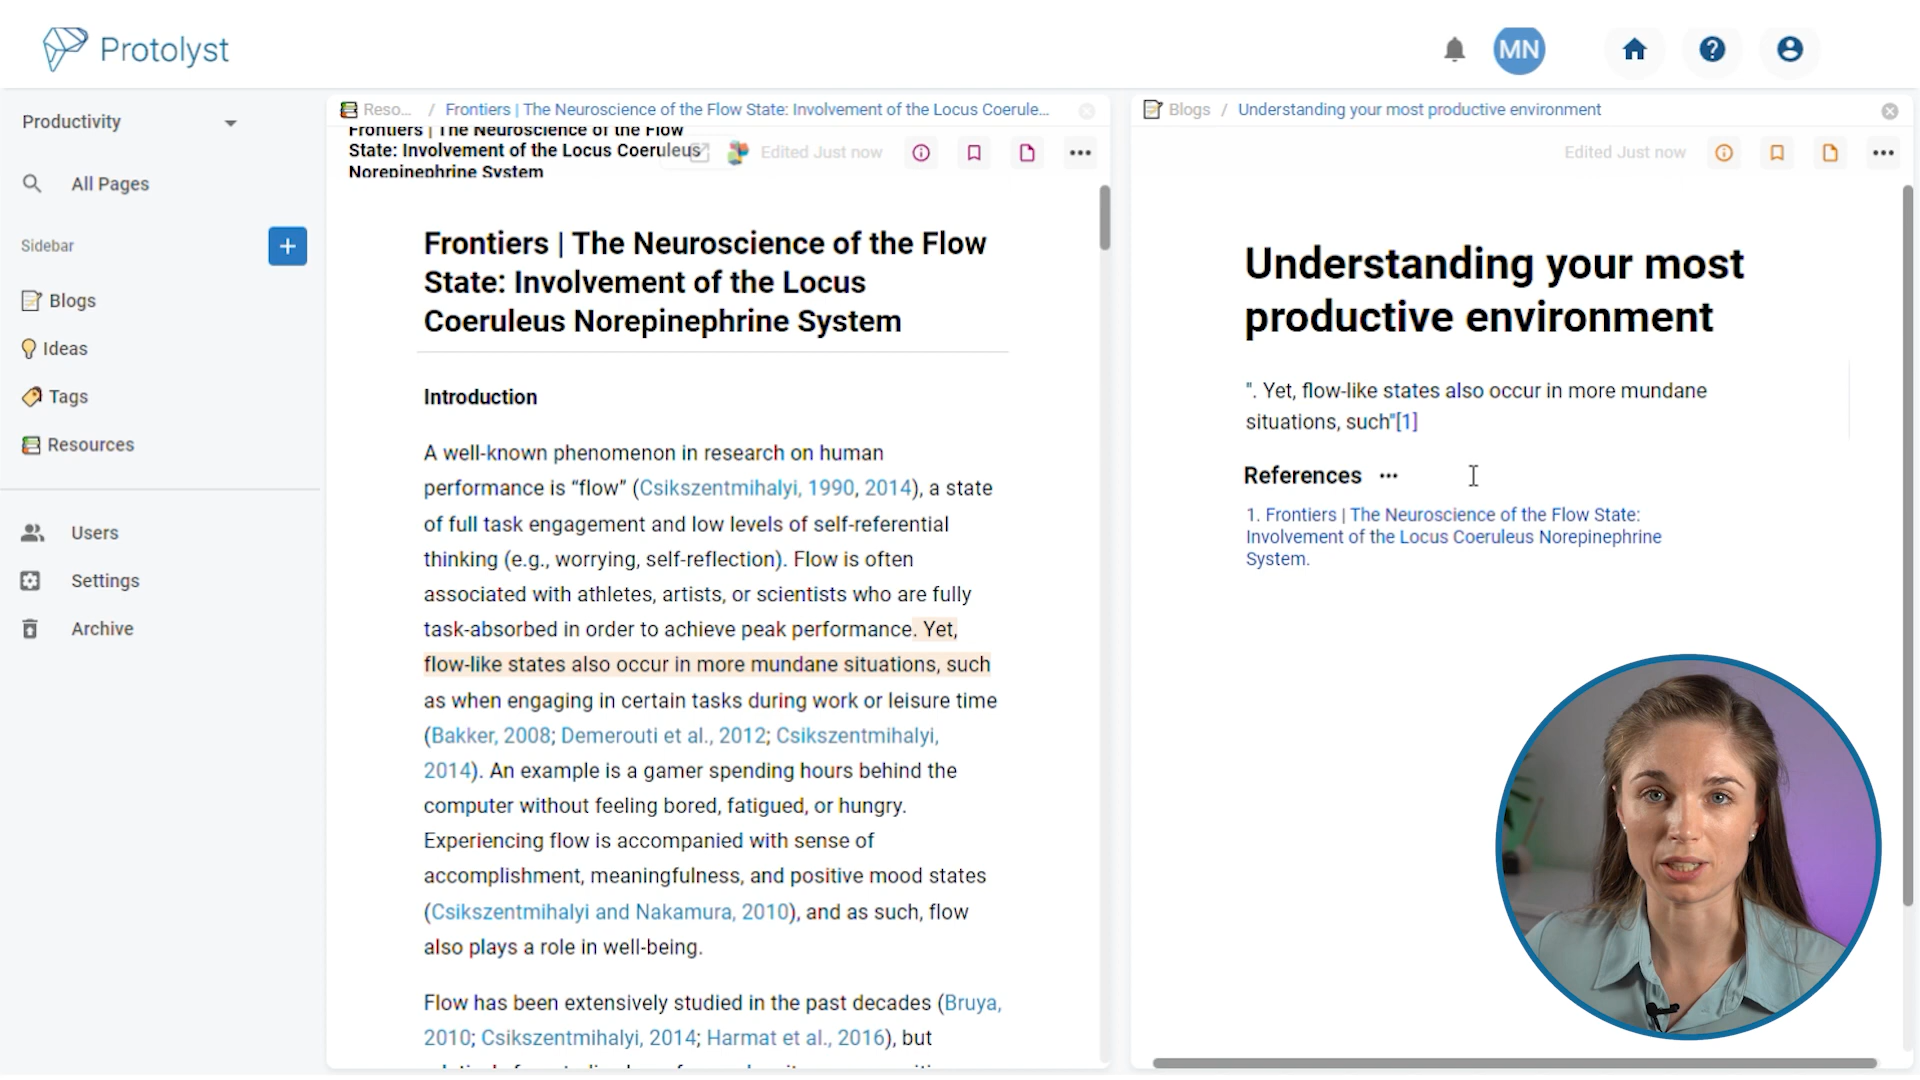 Protolyst
MN
Productivity
All Pages
Sidebar
Blogs
Ideas
Tags
Resources
Users
Settings
Archive
Reso... / Frontiers | The Neuroscience of the Flow State: Involvement of the Locus Coerule...
Frontiers | The Neuroscience of the Flow
State: Involvement of the Locus Coeruleus
Norepinephrine System
Edited Just now
Frontiers | The Neuroscience of the Flow
State: Involvement of the Locus
Coeruleus Norepinephrine System
Introduction
A well-known phenomenon in research on human
performance is “flow” (Csikszentmihalyi, 1990, 2014), a state
of full task engagement and low levels of self-referential
thinking (e.g., worrying, self-reflection). Flow is often
associated with athletes, artists, or scientists who are fully
task-absorbed in order to achieve peak performance. Yet,
flow-like states also occur in more mundane situations, such
as when engaging in certain tasks during work or leisure time
(Bakker, 2008; Demerouti et al., 2012; Csikszentmihalyi,
2014). An example is a gamer spending hours behind the
computer without feeling bored, fatigued, or hungry.
Experiencing flow is accompanied with sense of
accomplishment, meaningfulness, and positive mood states
(Csikszentmihalyi and Nakamura, 2010), and as such, flow
also plays a role in well-being.
Flow has been extensively studied in the past decades (Bruya,
2010; Csikszentmihalyi, 2014; Harmat et al., 2016), but
Blogs / Understanding your most productive environment
Edited Just now
Understanding your most
productive environment
". Yet, flow-like states also occur in more mundane
situations, such"[1]
References
1. Frontiers | The Neuroscience of the Flow State:
Involvement of the Locus Coeruleus Norepinephrine
System.